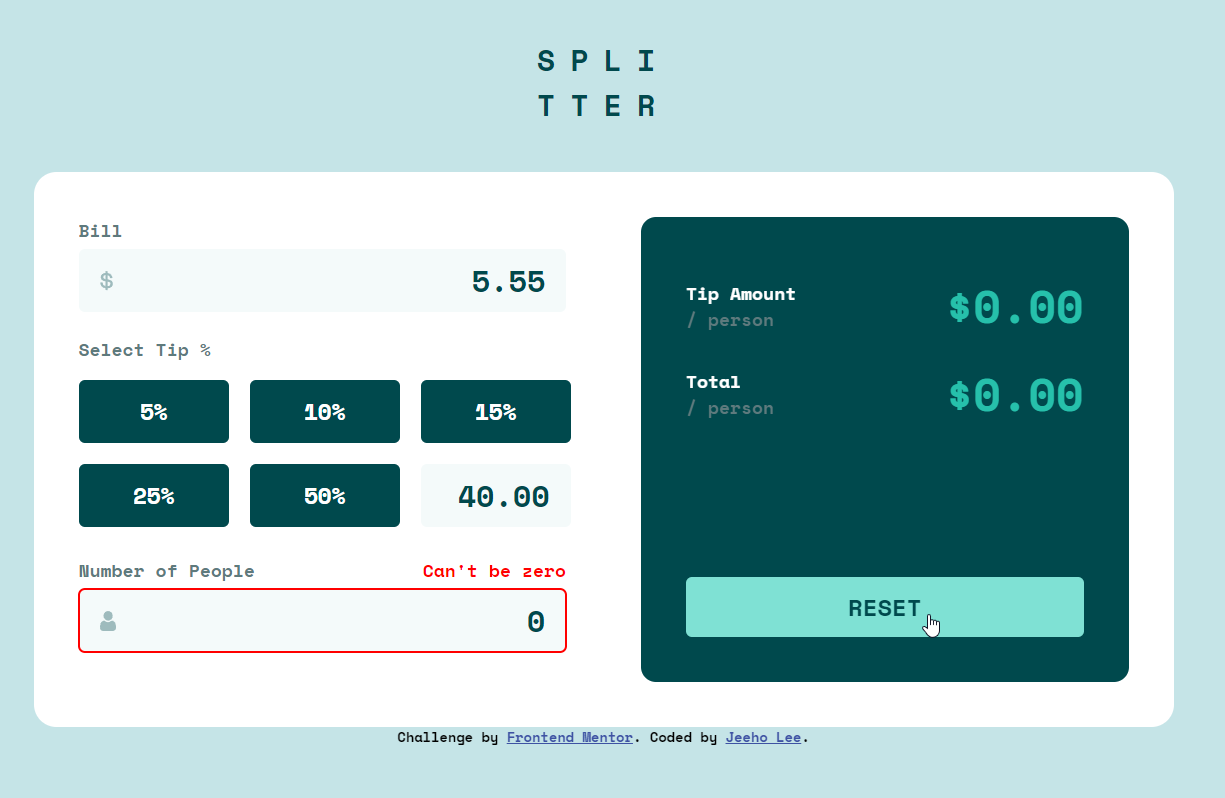 SPLI
TTER
Bill
$ 5.55
Select Tip %
5% 10% 15%
25% 50% 40.00
Number of People Can't be zero
0
Tip Amount
/ person
$0.00
Total
/ person
$0.00
RESET
Challenge by Frontend Mentor. Coded by Jeeho Lee.